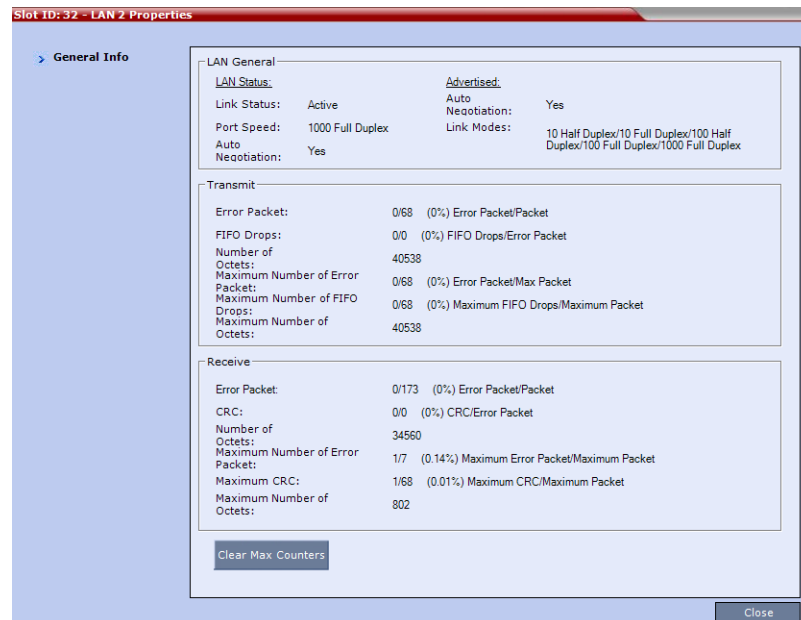 Slot ID: 32 - LAN 2 Properties
General Info
LAN General
LAN Status:
Advertised:
Link Status: Active
Auto Negotiation: Yes
Port Speed: 1000 Full Duplex
Link Modes: 10 Half Duplex/10 Full Duplex/100 Half
Duplex/100 Full Duplex/1000 Full Duplex
Auto
Negotiation: Yes
Transmit
Error Packet: 0/68 (0%) Error Packet/Packet
FIFO Drops: 0/0 (0%) FIFO Drops/Error Packet
Number of
Octets: 40538
Maximum Number of Error
Packet: 0/68 (0%) Error Packet/Max Packet
Maximum Number of FIFO
Drops: 0/68 (0%) Maximum FIFO Drops/Maximum Packet
Maximum Number of
Octets: 40538
Receive
Error Packet: 0/173 (0%) Error Packet/Packet
CRC: 0/0 (0%) CRC/Error Packet
Number of
Octets: 34560
Maximum Number of Error
Packet: 1/7 (0.14%) Maximum Error Packet/Maximum Packet
Maximum CRC: 1/68 (0.01%) Maximum CRC/Maximum Packet
Maximum Number of
Octets: 802
Clear Max Counters
Close